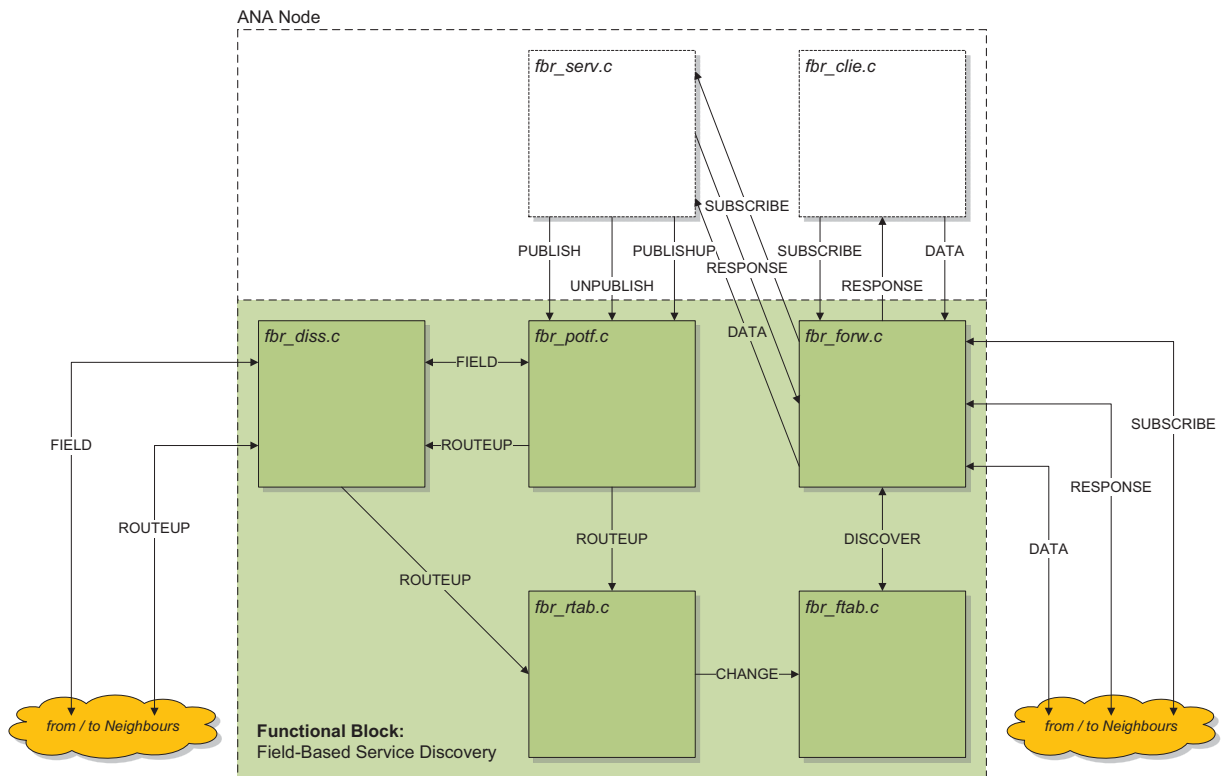 ANA Node
fbr_serv.c
fbr_clie.c
SUBSCRIBE
PUBLISH
PUBLISHUP
SUBSCRIBE
DATA
RESPONSE
UNPUBLISH
RESPONSE
DATA
fbr_diss.c
fbr_potf.c
fbr_forw.c
FIELD
FIELD
ROUTEUP
SUBSCRIBE
RESPONSE
ROUTEUP
ROUTEUP
DISCOVER
DATA
ROUTEUP
fbr_rtab.c
fbr_ftab.c
CHANGE
from / to Neighbours
Functional Block:
Field-Based Service Discovery
from / to Neighbours